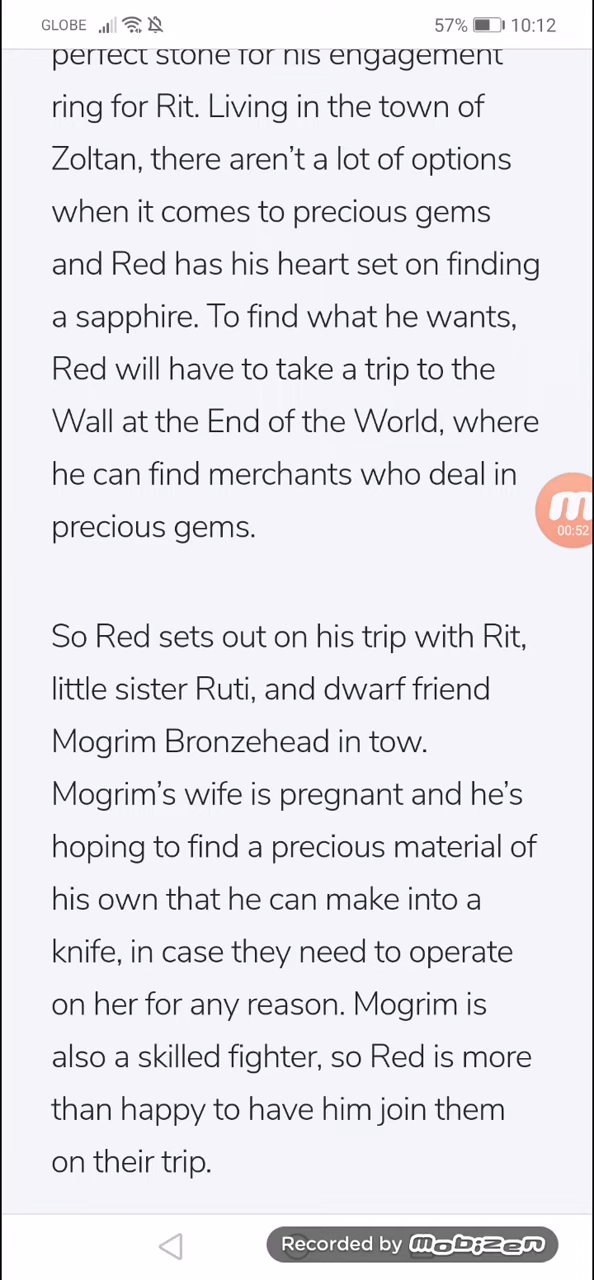 GLOBE 57% 10:12
perfect stone for his engagement
ring for Rit. Living in the town of
Zoltan, there aren’t a lot of options
when it comes to precious gems
and Red has his heart set on finding
a sapphire. To find what he wants,
Red will have to take a trip to the
Wall at the End of the World, where
he can find merchants who deal in
precious gems.
00:52
So Red sets out on his trip with Rit,
little sister Ruti, and dwarf friend
Mogrim Bronzehead in tow.
Mogrim’s wife is pregnant and he’s
hoping to find a precious material of
his own that he can make into a
knife, in case they need to operate
on her for any reason. Mogrim is
also a skilled fighter, so Red is more
than happy to have him join them
on their trip.
Recorded by mobizen